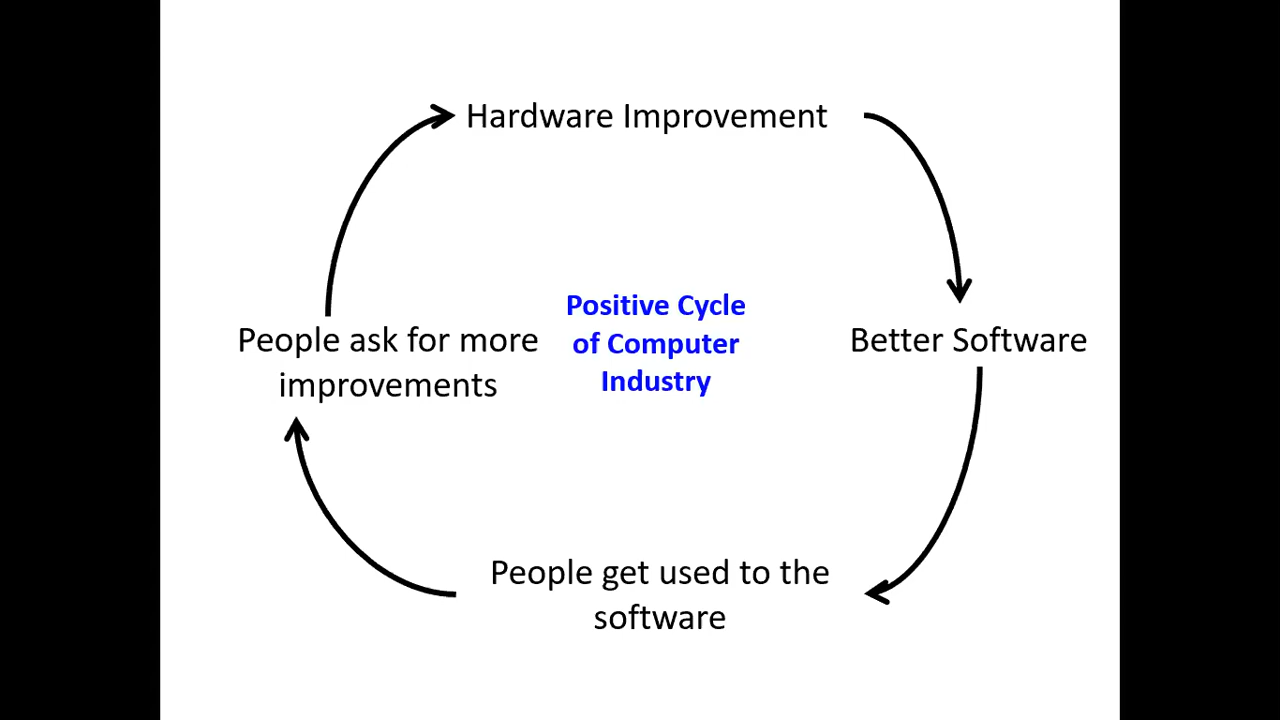 Hardware Improvement
People ask for more
improvements
Positive Cycle
of Computer
Industry
Better Software
People get used to the
software